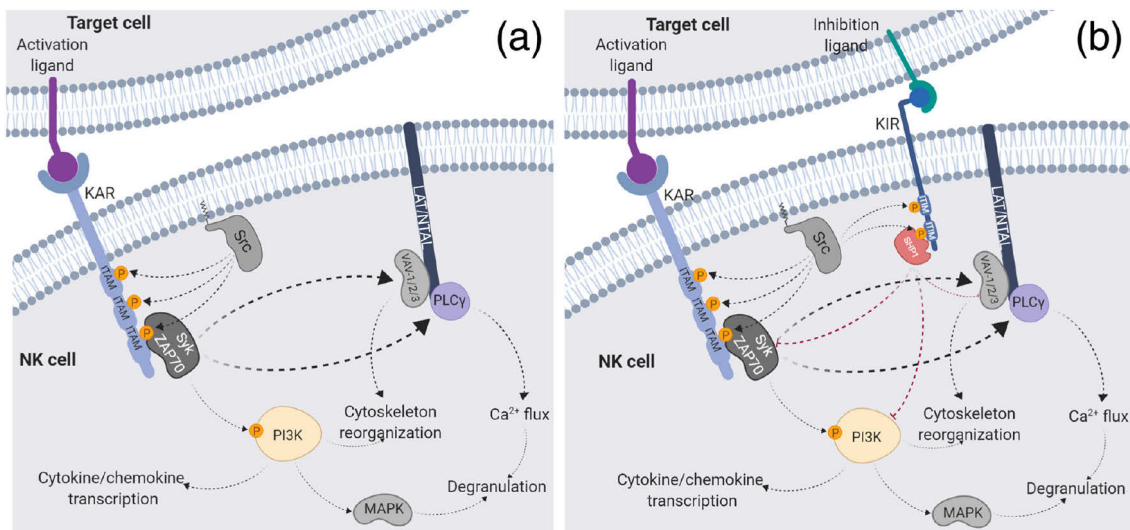 (a)
Target cell
Activation
ligand
KAR
Src
LAT/NTAL
VAV-1/2/3
PLCγ
P
ITAM
P
ITAM
P
ITAM
Syk
ZAP70
NK cell
P
PI3K
Cytoskeleton
reorganization
Ca²⁺ flux
Cytokine/chemokine
transcription
MAPK
Degranulation
(b)
Target cell
Activation
ligand
Inhibition
ligand
KIR
KAR
Src
P
ITIM
P
ITIM
SHP1
LAT/NTAL
VAV-1/2/3
PLCγ
P
ITAM
P
ITAM
P
ITAM
Syk
ZAP70
NK cell
P
PI3K
Cytoskeleton
reorganization
Ca²⁺ flux
Cytokine/chemokine
transcription
MAPK
Degranulation